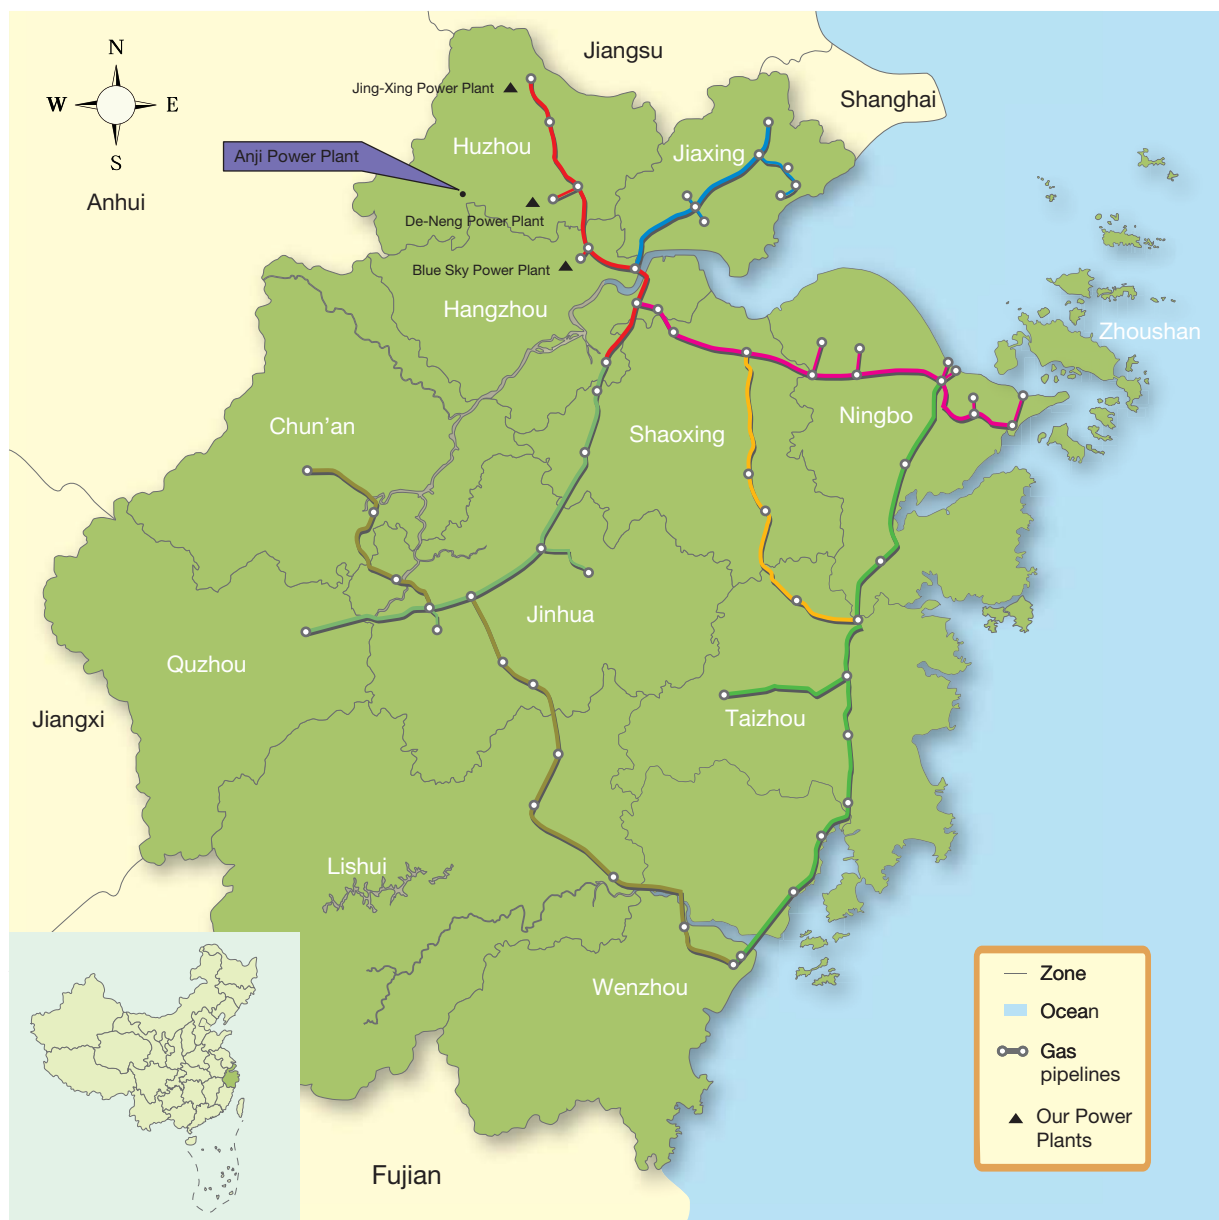 Jiangsu
N
Jing-Xing Power Plant
Shanghai
W
E
Huzhou
Jiaxing
Anji Power Plant
S
Anhui
De-Neng Power Plant
Blue Sky Power Plant
Hangzhou
Zhoushan
Chun'an
Shaoxing
Ningbo
Jinhua
Quzhou
Jiangxi
Taizhou
Lishui
Wenzhou
Zone
Ocean
Gas
pipelines
Our Power
Plants
Fujian